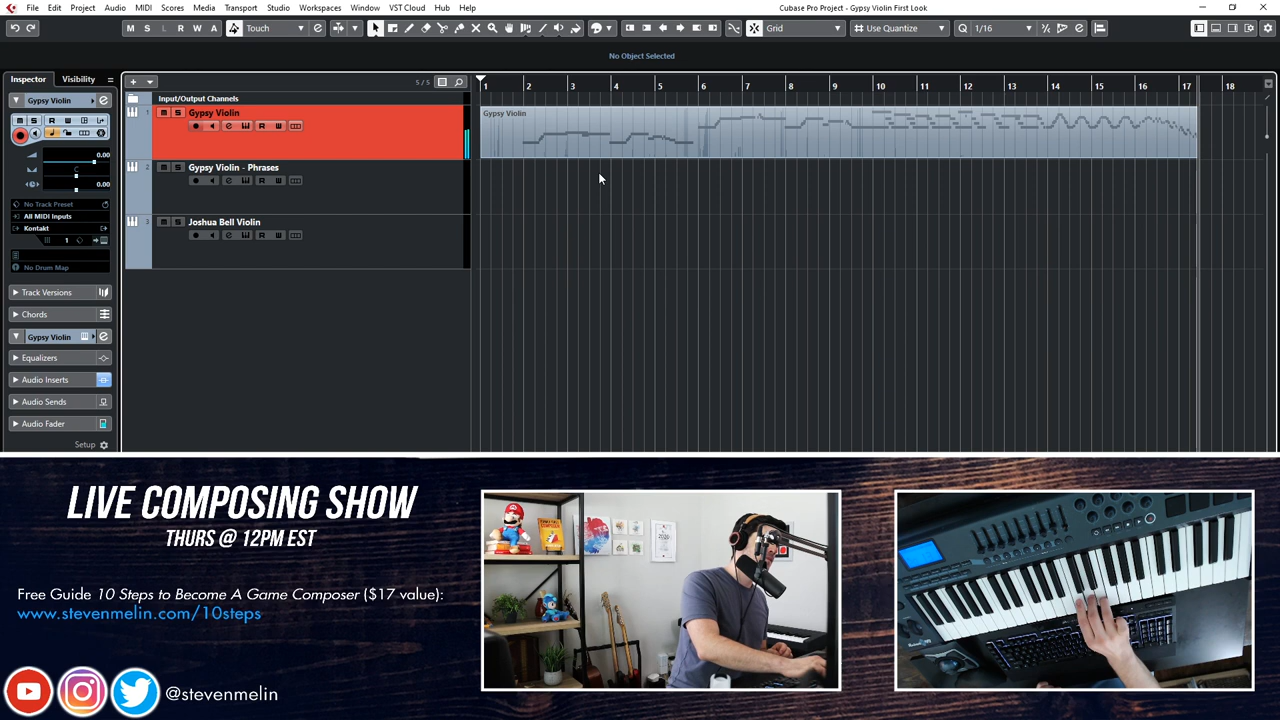 Cubase Pro Project - Gypsy Violin First Look
File Edit Project Audio MIDI Scores Media Transport Studio Workspaces Window VST Cloud Hub Help
M S L R W A Touch Grid Use Quantize Q 1/16
No Object Selected
Inspector Visibility
5 / 5
1 2 3 4 5 6 7 8 9 10 11 12 13 14 15 16 17 18
Gypsy Violin
Input/Output Channels
1 M S Gypsy Violin
Gypsy Violin
R W
0.00
C
0.00
2 M S Gypsy Violin - Phrases
R W
No Track Preset
All MIDI Inputs
Kontakt
1
3 M S Joshua Bell Violin
R W
No Drum Map
Track Versions
Chords
Gypsy Violin
Equalizers
Audio Inserts
Audio Sends
Audio Fader
Setup
LIVE COMPOSING SHOW
THURS @ 12PM EST
Free Guide 10 Steps to Become A Game Composer ($17 value):
www.stevenmelin.com/10steps
@stevenmelin